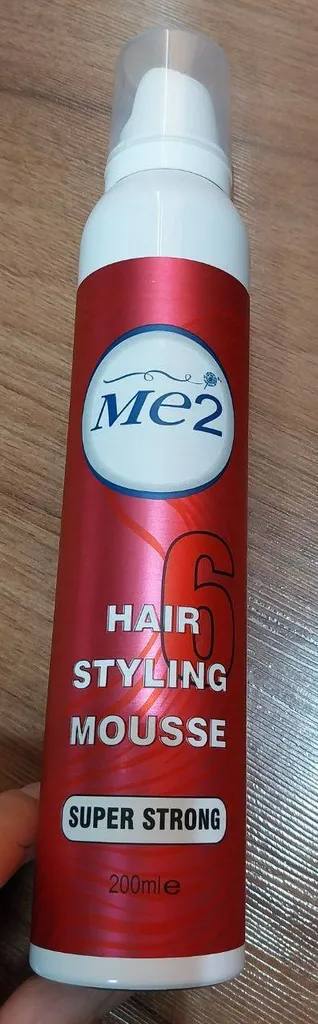 Me2
6
HAIR
STYLING
MOUSSE
SUPER STRONG
200ml e